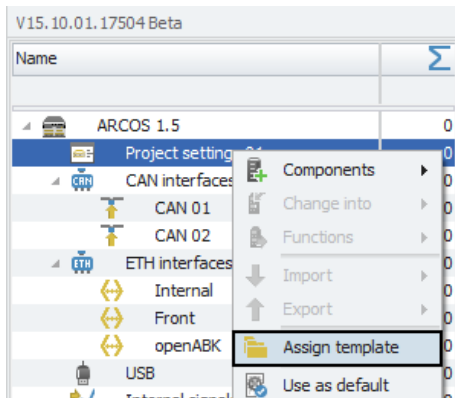 V15.10.01.17504 Beta
Name Σ
ARCOS 1.5 0
Project setting 0
CAN interfaces 0
CAN 01 0
CAN 02 0
ETH interfaces 0
Internal 0
Front 0
openABK 0
USB 0
Components
Change into
Functions
Import
Export
Assign template
Use as default